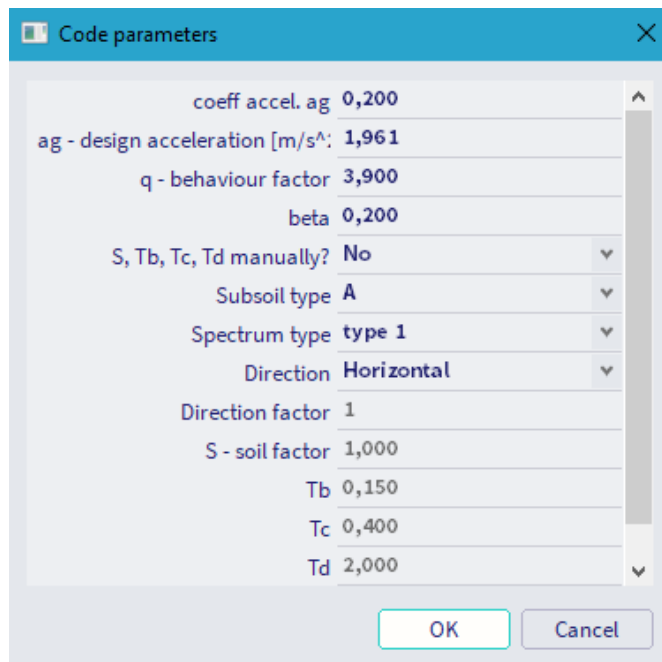 Code parameters
coeff accel. ag 0,200
ag - design acceleration [m/s^ 1,961
q - behaviour factor 3,900
beta 0,200
S, Tb, Tc, Td manually? No
Subsoil type A
Spectrum type type 1
Direction Horizontal
Direction factor 1
S - soil factor 1,000
Tb 0,150
Tc 0,400
Td 2,000
OK Cancel